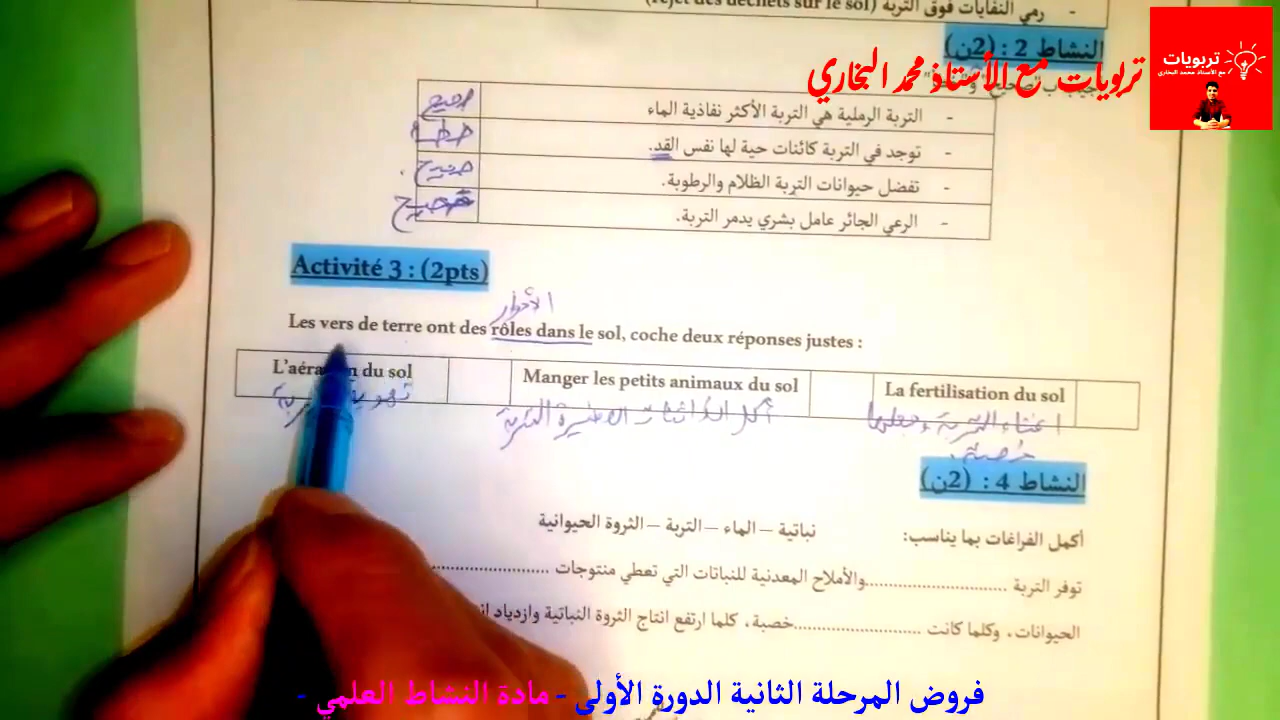 - رمي النفايات فوق التربة (rejet des déchets sur le sol)
النشاط 2 : (2ن)
تربويات
مع الأستاذ محمد البخاري
تربويات مع الأستاذ محمد البخاري
- التربة الرملية هي التربة الأكثر نفاذية الماء
- توجد في التربة كائنات حية لها نفس القد. خطأ
- تفضل حيوانات التربة الظلام والرطوبة. صحيح.
- الرعي الجائر عامل بشري يدمر التربة. صحيح
Activité 3 : (2pts)
الأدوار
Les vers de terre ont des rôles dans le sol, coche deux réponses justes :
du sol Manger les petits animaux du sol La fertilisation du sol
اغناء التربة وجعلها
خصبة.
النشاط 4 : (2ن)
أكمل الفراغات بما يناسب: نباتية – الماء – التربة – الثروة الحيوانية
توفر التربة ..........................والأملاح المعدنية للنباتات التي تعطي منتوجات ..........................
الحيوانات، وكلما كانت ..........................خصبة، كلما ارتفع انتاج الثروة النباتية وازدياد
فروض المرحلة الثانية الدورة الأولى - مادة النشاط العلمي -